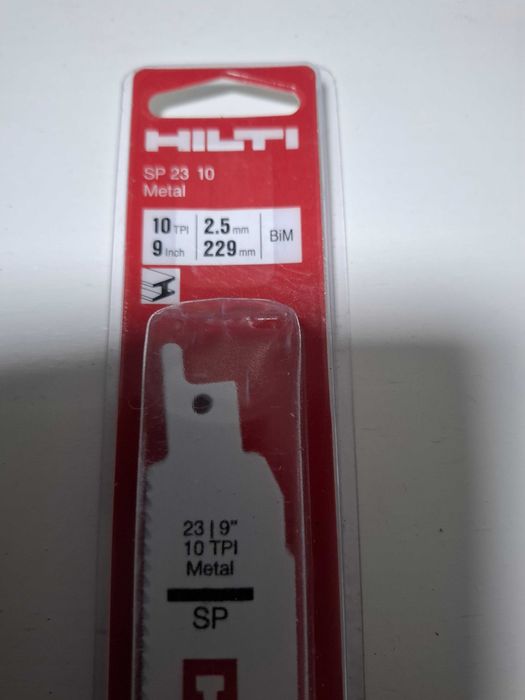 HILTI
SP 23 10
Metal
10 TPI 2.5 mm BiM
9 Inch 229 mm
23 | 9"
10 TPI
Metal
SP